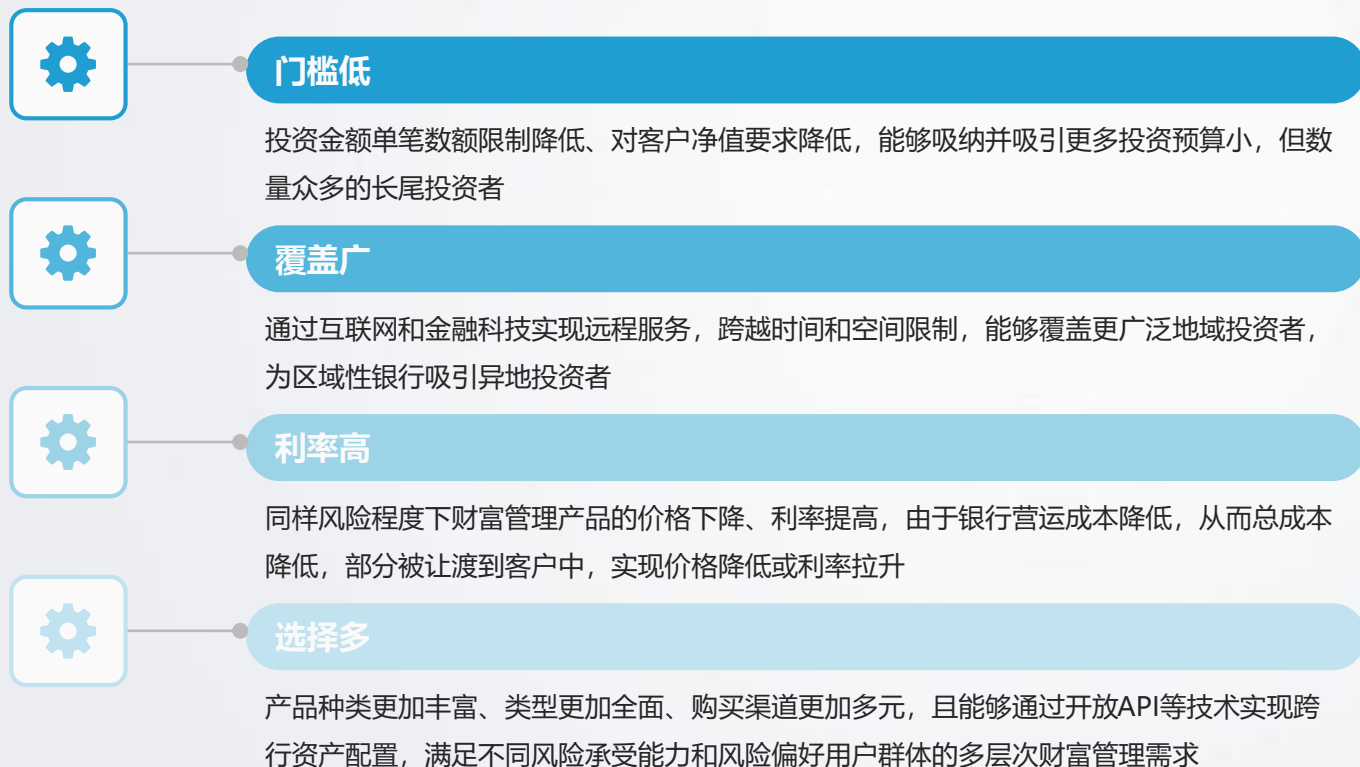 门槛低
投资金额单笔数额限制降低、对客户净值要求降低，能够吸纳并吸引更多投资预算小，但数
量众多的长尾投资者
覆盖广
通过互联网和金融科技实现远程服务，跨越时间和空间限制，能够覆盖更广泛地域投资者，
为区域性银行吸引异地投资者
利率高
同样风险程度下财富管理产品的价格下降、利率提高，由于银行营运成本降低，从而总成本
降低，部分被让渡到客户中，实现价格降低或利率拉升
选择多
产品种类更加丰富、类型更加全面、购买渠道更加多元，且能够通过开放API等技术实现跨
行资产配置，满足不同风险承受能力和风险偏好用户群体的多层次财富管理需求